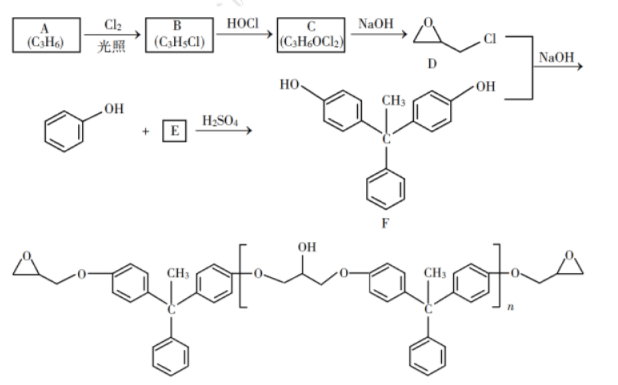 A (C₃H₆) Cl₂ 光照 B (C₃H₅Cl) HOCl C (C₃H₆OCl₂) NaOH O Cl D NaOH
OH + E H₂SO₄ HO CH₃ C OH F
O O CH₃ C O OH O CH₃ C n O O